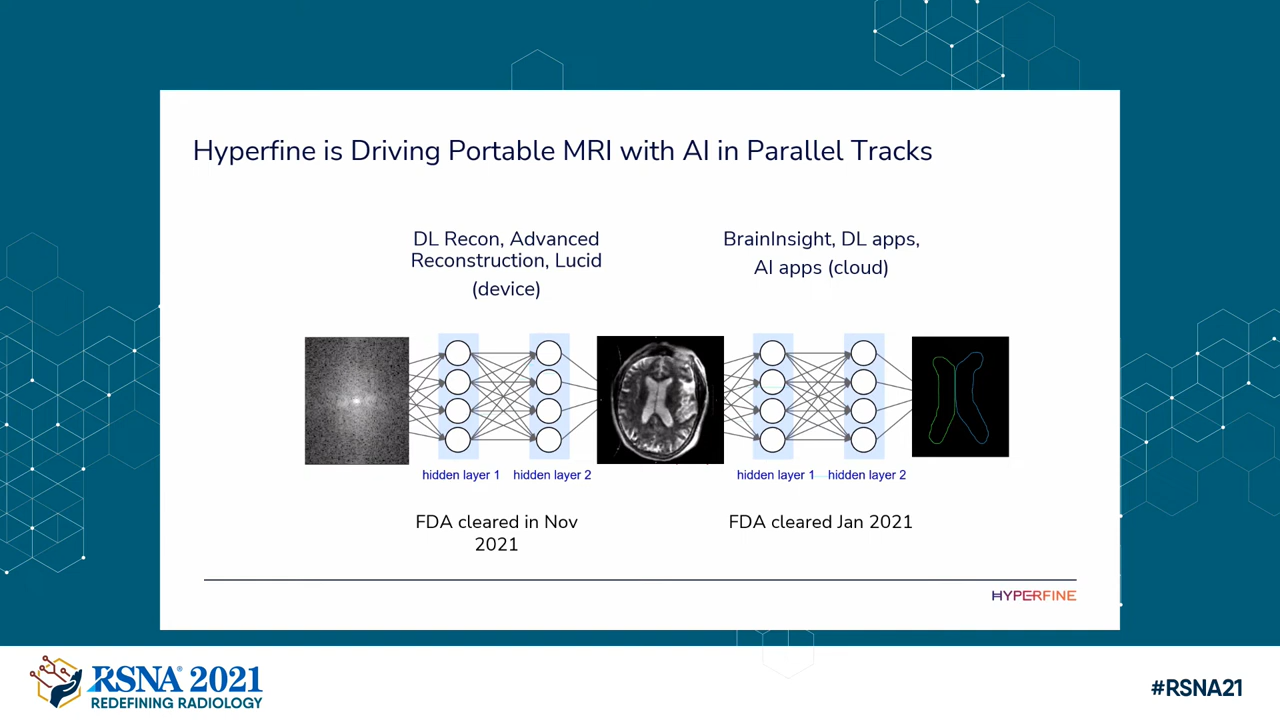 Hyperfine is Driving Portable MRI with AI in Parallel Tracks
DL Recon, Advanced
Reconstruction, Lucid
(device)
BrainInsight, DL apps,
AI apps (cloud)
hidden layer 1
hidden layer 2
hidden layer 1
hidden layer 2
FDA cleared in Nov
2021
FDA cleared Jan 2021
HYPERFINE
RSNA® 2021
REDEFINING RADIOLOGY
#RSNA21